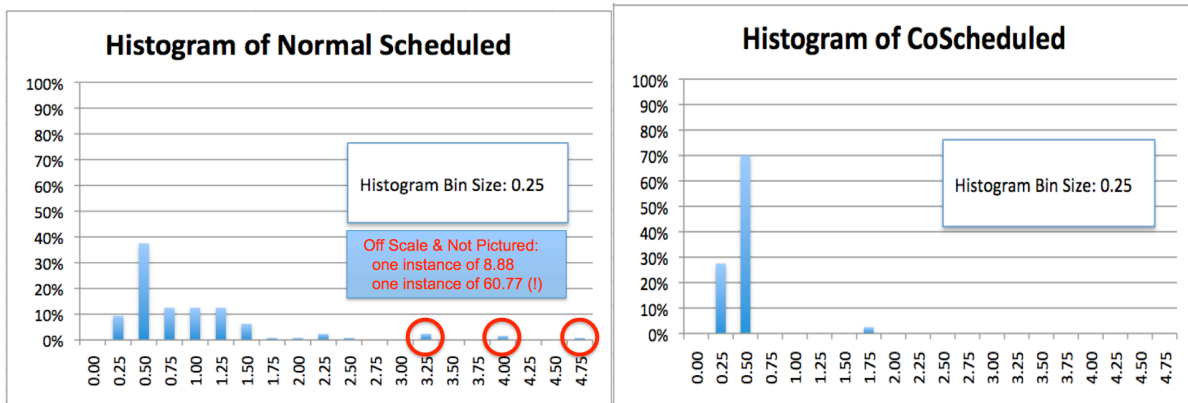 Histogram of Normal Scheduled
100%
90%
80%
70%
60%
50%
40%
30%
20%
10%
0%
Histogram Bin Size: 0.25
Off Scale & Not Pictured:
one instance of 8.88
one instance of 60.77 (!)
0.00 0.25 0.50 0.75 1.00 1.25 1.50 1.75 2.00 2.25 2.50 2.75 3.00 3.25 3.50 4.00 4.25 4.50 4.75
Histogram of CoScheduled
100%
90%
80%
70%
60%
50%
40%
30%
20%
10%
0%
Histogram Bin Size: 0.25
0.00 0.25 0.50 0.75 1.00 1.25 1.50 1.75 2.00 2.25 2.50 2.75 3.00 3.25 3.50 3.75 4.00 4.25 4.50 4.75